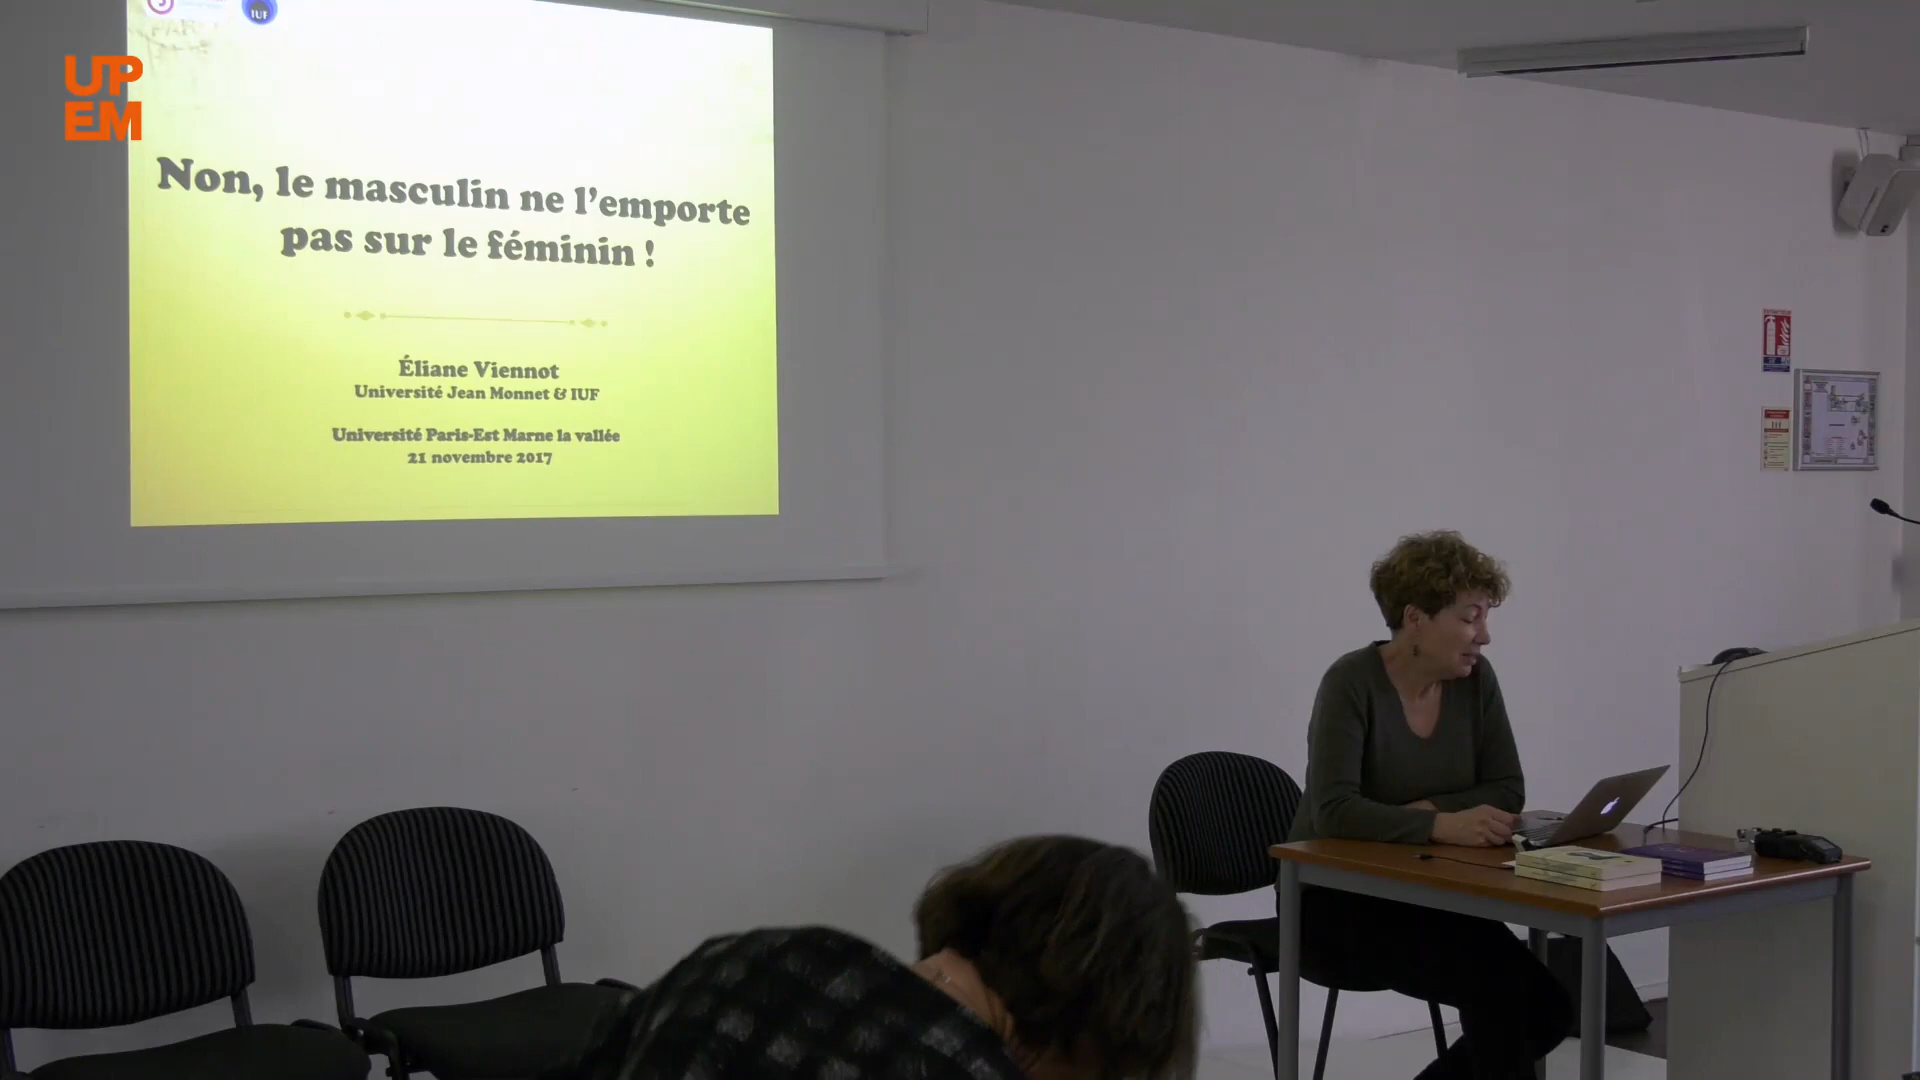 IUF
UP
EM
Non, le masculin ne l'emporte
pas sur le féminin !
Éliane Viennot
Université Jean Monnet & IUF
Université Paris-Est Marne la vallée
21 novembre 2017